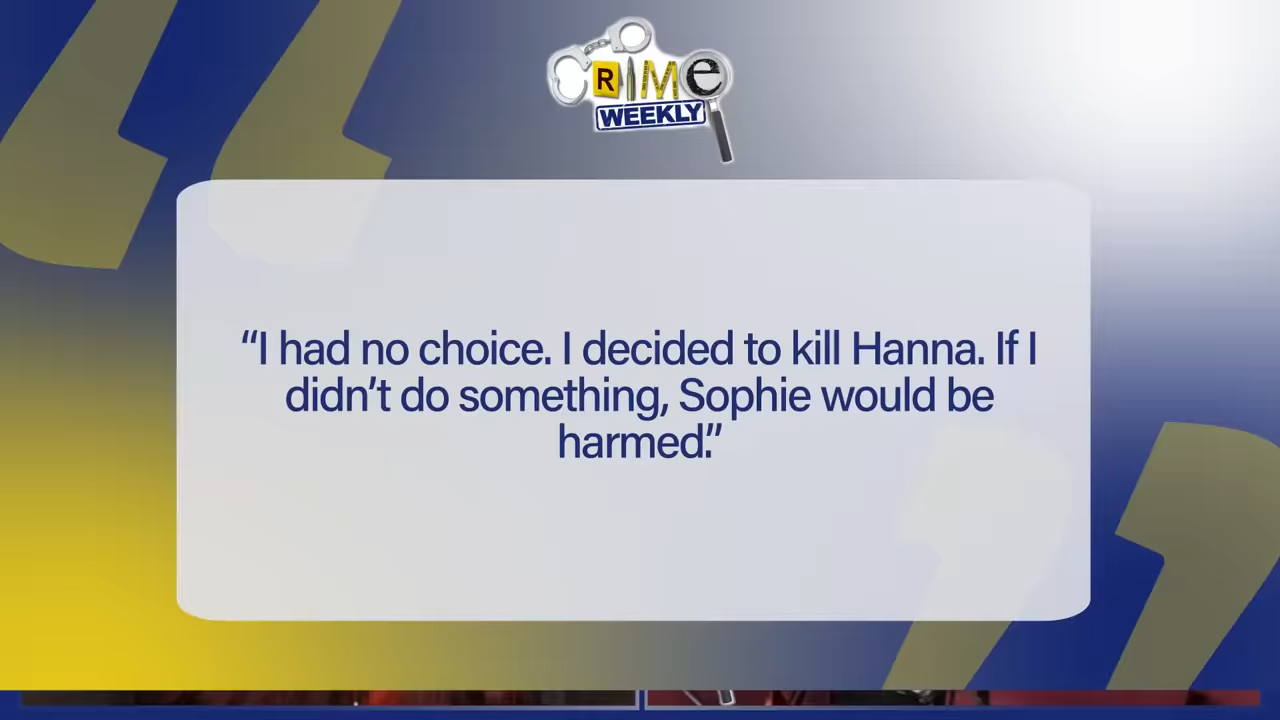 CRIME
WEEKLY
“I had no choice. I decided to kill Hanna. If I
didn’t do something, Sophie would be
harmed.”